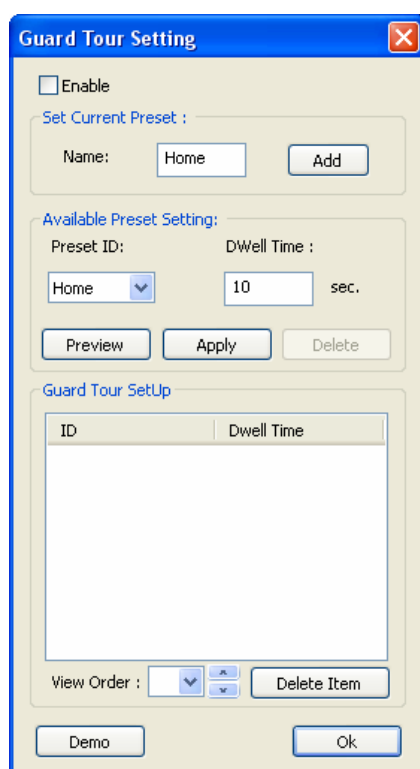 Guard Tour Setting
Enable
Set Current Preset :
Name: Home Add
Available Preset Setting:
Preset ID: DWell Time :
Home 10 sec.
Preview Apply Delete
Guard Tour SetUp
ID Dwell Time
View Order : Delete Item
Demo Ok